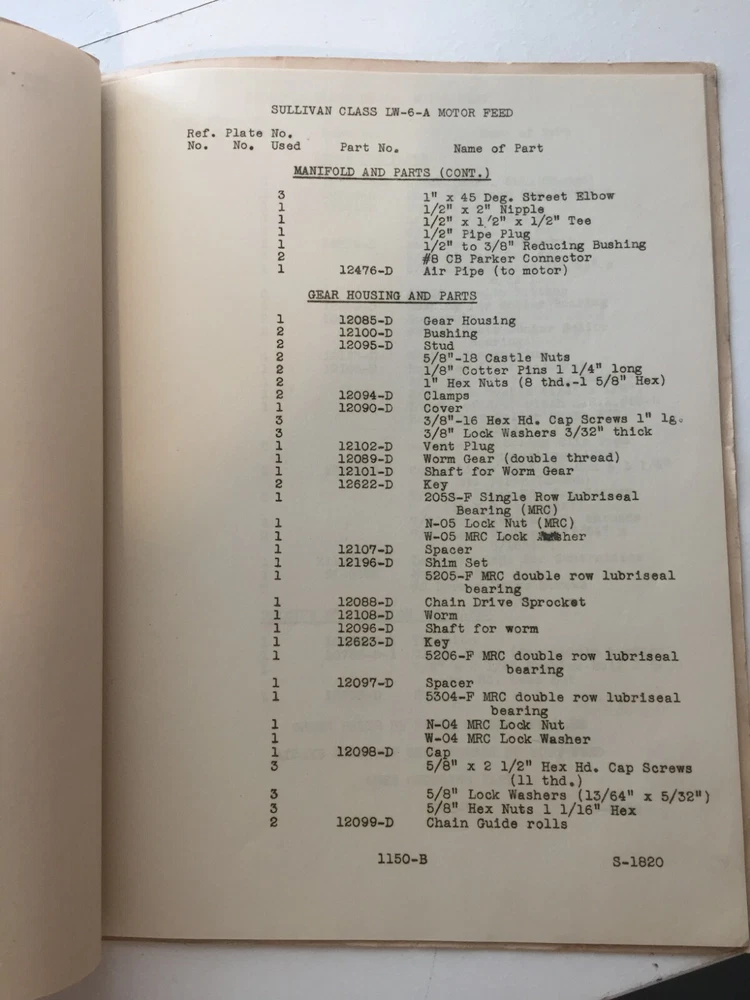 SULLIVAN CLASS LW-6-A MOTOR FEED
Ref. Plate No.
No. No. Used Part No. Name of Part
MANIFOLD AND PARTS (CONT.)
3 1" x 45 Deg. Street Elbow
1 1/2" x 2" Nipple
1 1/2" x 1/2" x 1/2" Tee
1 1/2" Pipe Plug
1 1/2" to 3/8" Reducing Bushing
2 #8 CB Parker Connector
1 12476-D Air Pipe (to motor)
GEAR HOUSING AND PARTS
1 12085-D Gear Housing
2 12100-D Bushing
2 12095-D Stud
2 5/8"-18 Castle Nuts
2 1/8" Cotter Pins 1 1/4" long
2 1" Hex Nuts (8 thd.-1 5/8" Hex)
2 12094-D Clamps
1 12090-D Cover
3 3/8"-16 Hex Hd. Cap Screws 1" lg.
3 3/8" Lock Washers 3/32" thick
1 12102-D Vent Plug
1 12089-D Worm Gear (double thread)
1 12101-D Shaft for Worm Gear
2 12622-D Key
1 205S-F Single Row Lubriseal
Bearing (MRC)
1 N-05 Lock Nut (MRC)
1 W-05 MRC Lock Washer
1 12107-D Spacer
1 12196-D Shim Set
1 5205-F MRC double row lubriseal
bearing
1 12088-D Chain Drive Sprocket
1 12108-D Worm
1 12096-D Shaft for worm
1 12623-D Key
1 5206-F MRC double row lubriseal
bearing
1 12097-D Spacer
1 5304-F MRC double row lubriseal
bearing
1 N-04 MRC Lock Nut
1 W-04 MRC Lock Washer
1 12098-D Cap
3 5/8" x 2 1/2" Hex Hd. Cap Screws
(11 thd.)
3 5/8" Lock Washers (13/64" x 5/32")
3 5/8" Hex Nuts 1 1/16" Hex
2 12099-D Chain Guide rolls
1150-B S-1820